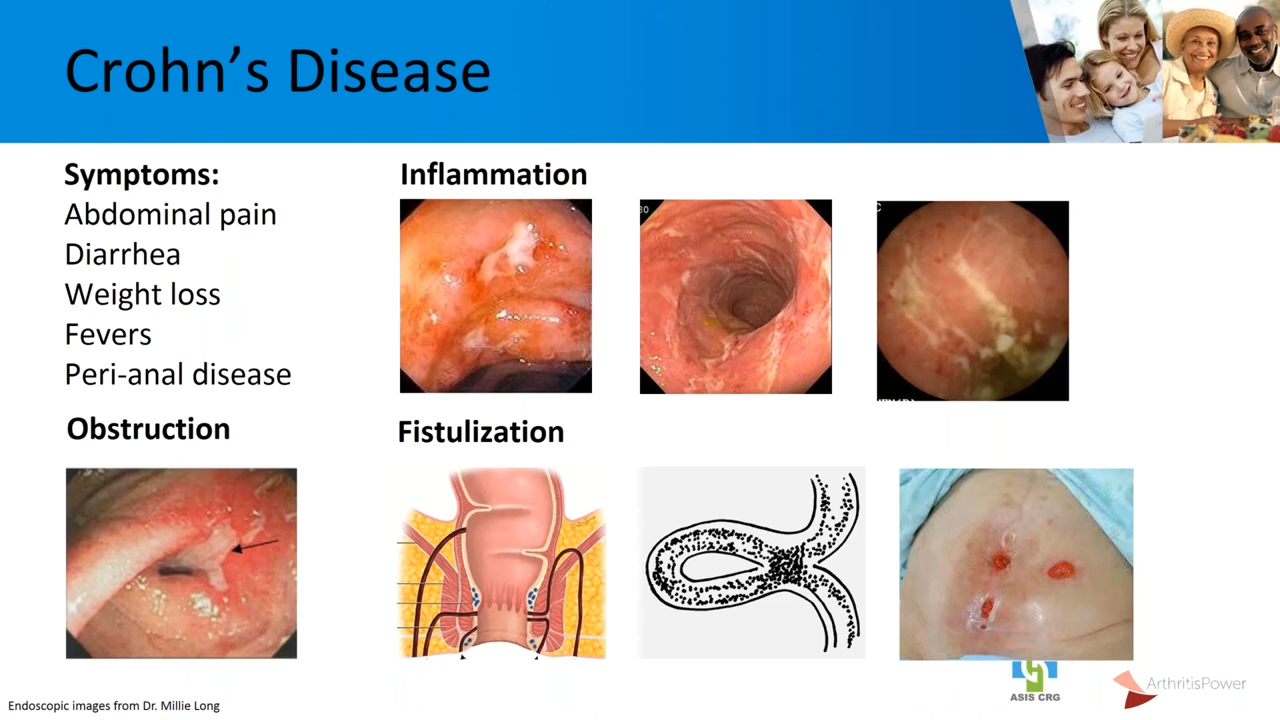 Crohn’s Disease
Symptoms:
Abdominal pain
Diarrhea
Weight loss
Fevers
Peri-anal disease
Inflammation
30
C
Obstruction
Fistulization
ASIS CRG
ArthritisPower
Endoscopic images from Dr. Millie Long